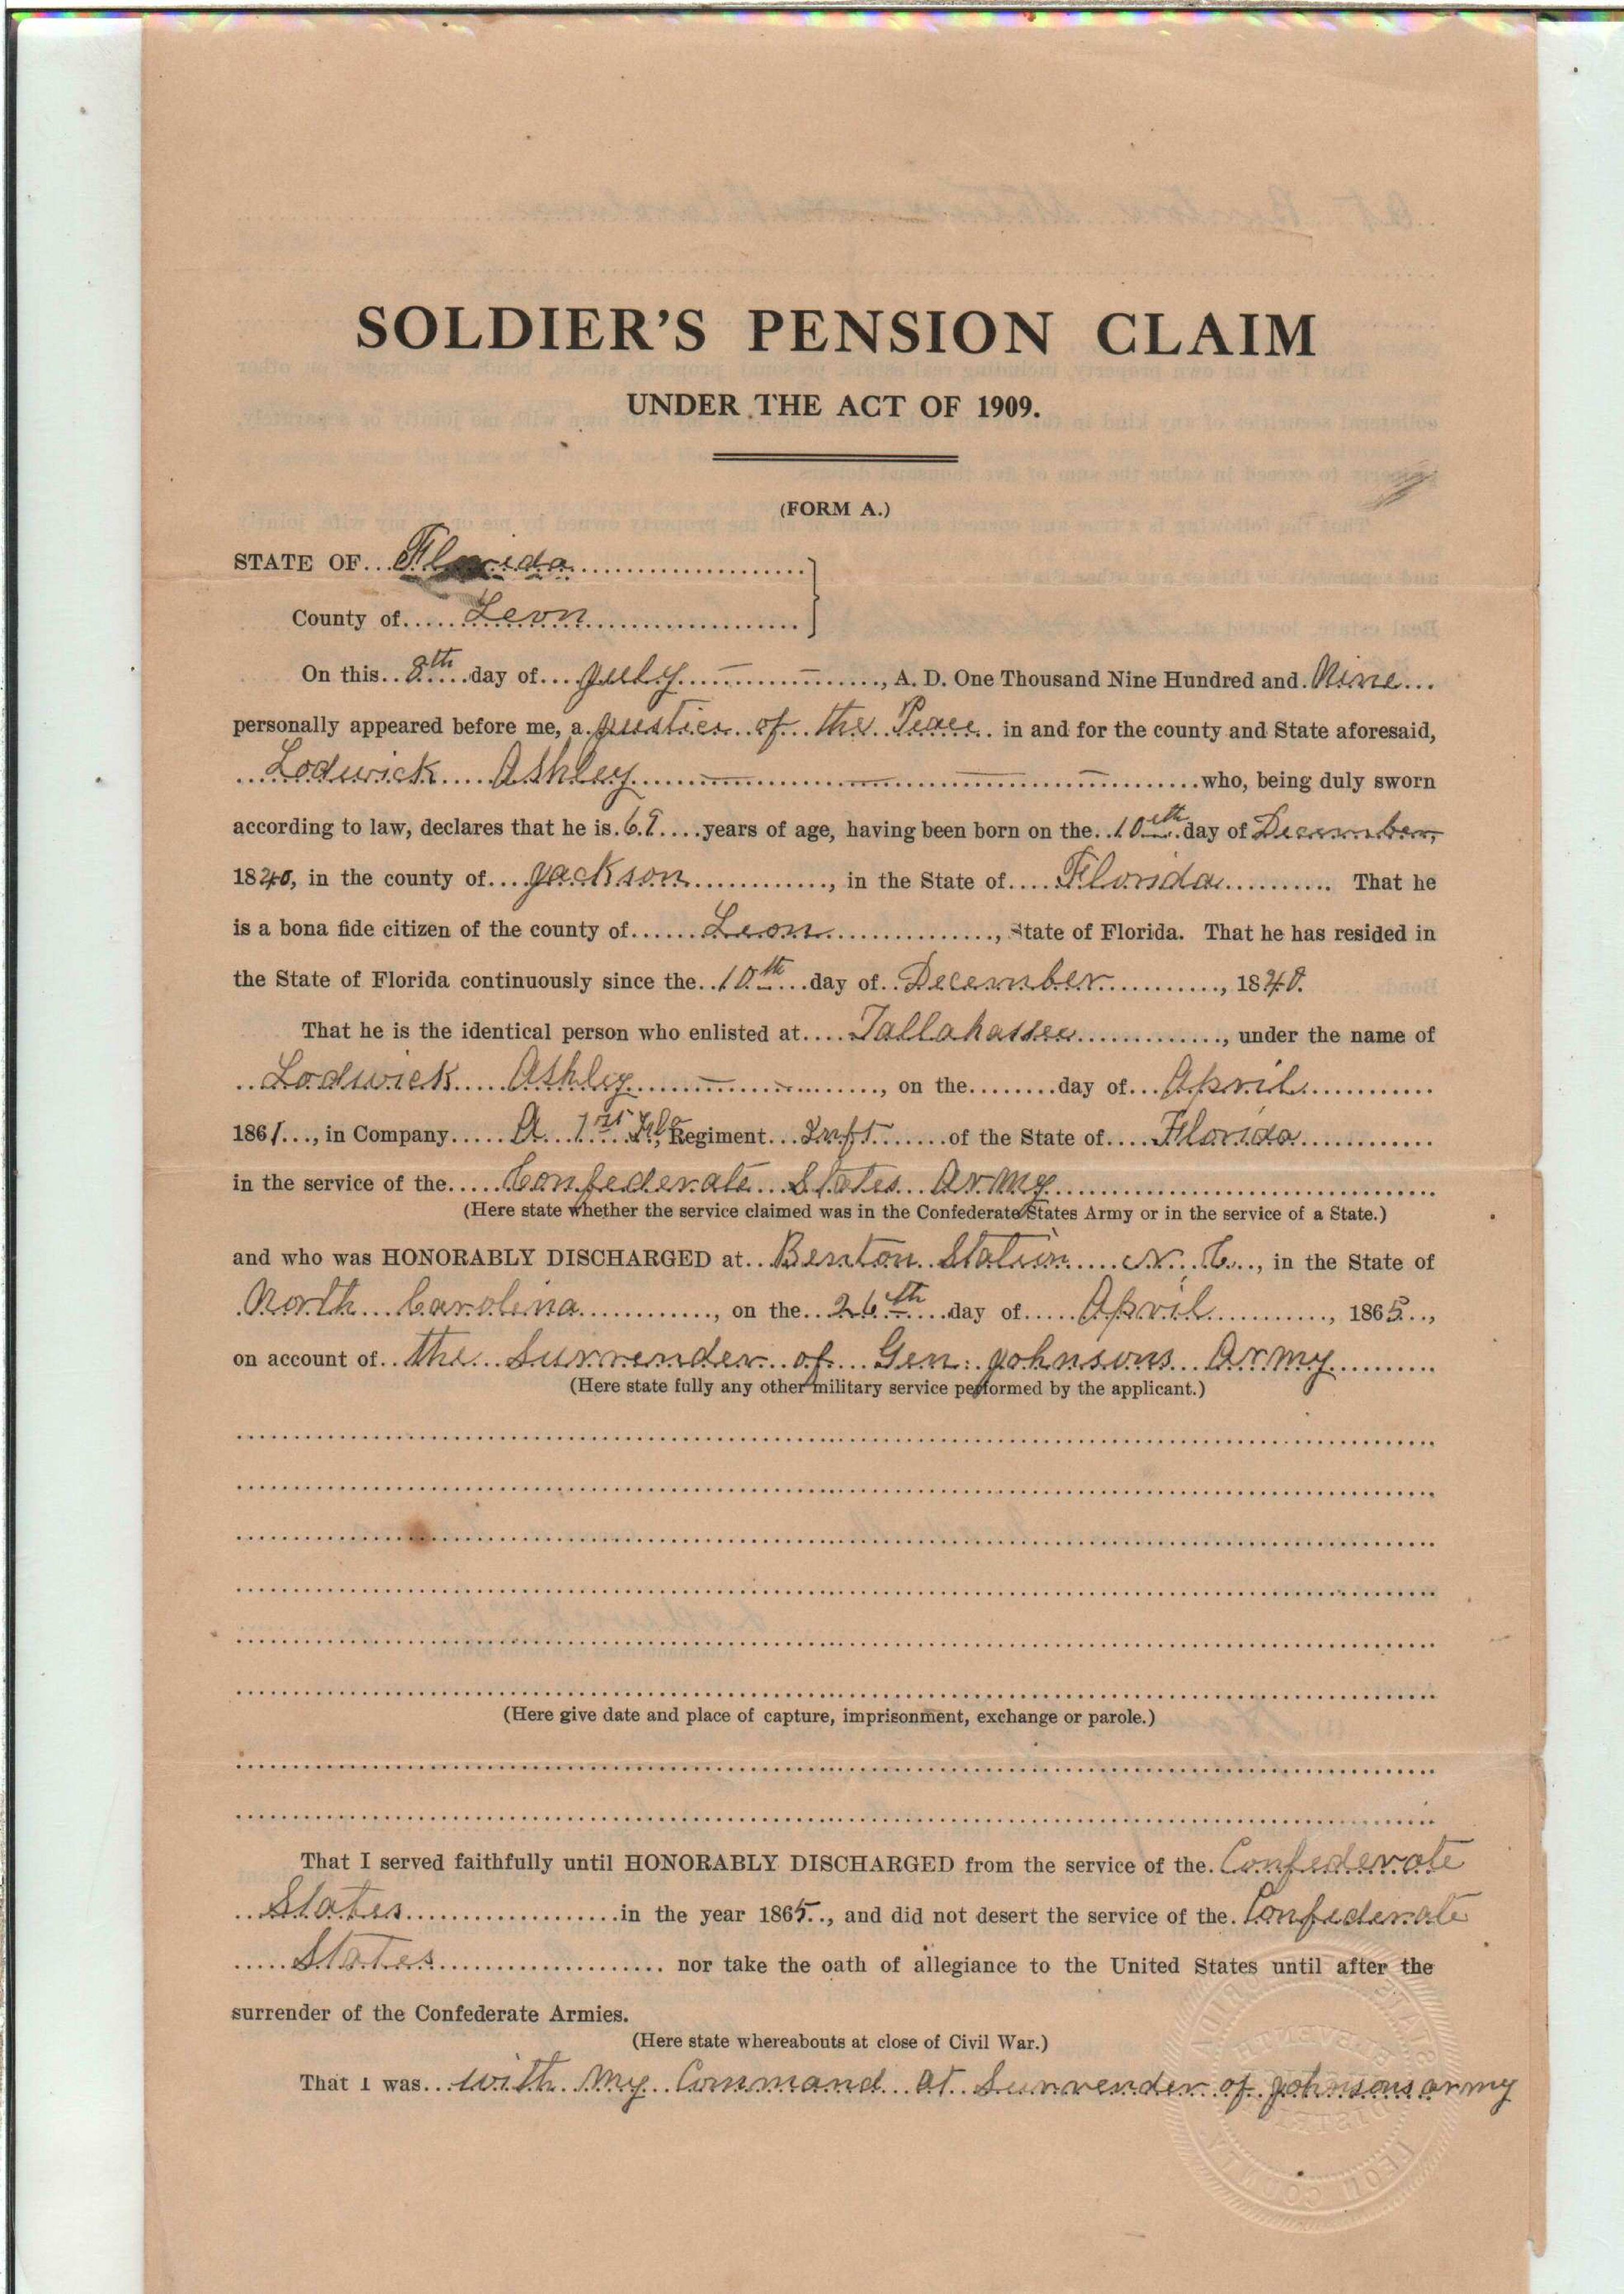 SOLDIER'S PENSION CLAIM
UNDER THE ACT OF 1909.
(FORM A.)
STATE OF Florida
County of Leon
On this 8th day of July, A. D. One Thousand Nine Hundred and Nine
personally appeared before me, a Justice of the Peace in and for the county and State aforesaid,
Lodwick Ashley who, being duly sworn
according to law, declares that he is years of age, having been born on the 10th day of December,
1840, in the county of Jackson, in the State of Florida. That he
is a bona fide citizen of the county of Leon, State of Florida. That he has resided in
the State of Florida continuously since the 10th day of December, 1840.
That he is the identical person who enlisted at Tallahassee, under the name of
Lodwick Ashley, on the day of April
1861, in Company A 1st Fla, Regiment Inft of the State of Florida
in the service of the Confederate States Army
(Here state whether the service claimed was in the Confederate States Army or in the service of a State.)
and who was HONORABLY DISCHARGED at Benton Station N. C., in the State of
North Carolina, on the 26th day of April, 1865,
on account of the Surrender of Gen. Johnsons Army
(Here state fully any other military service performed by the applicant.)
(Here give date and place of capture, imprisonment, exchange or parole.)
That I served faithfully until HONORABLY DISCHARGED from the service of the Confederate
States in the year 1865, and did not desert the service of the Confederate
States nor take the oath of allegiance to the United States until after the
surrender of the Confederate Armies.
(Here state whereabouts at close of Civil War.)
That I was with my Command at Surrender of Johnsons army
LEON COUNTY